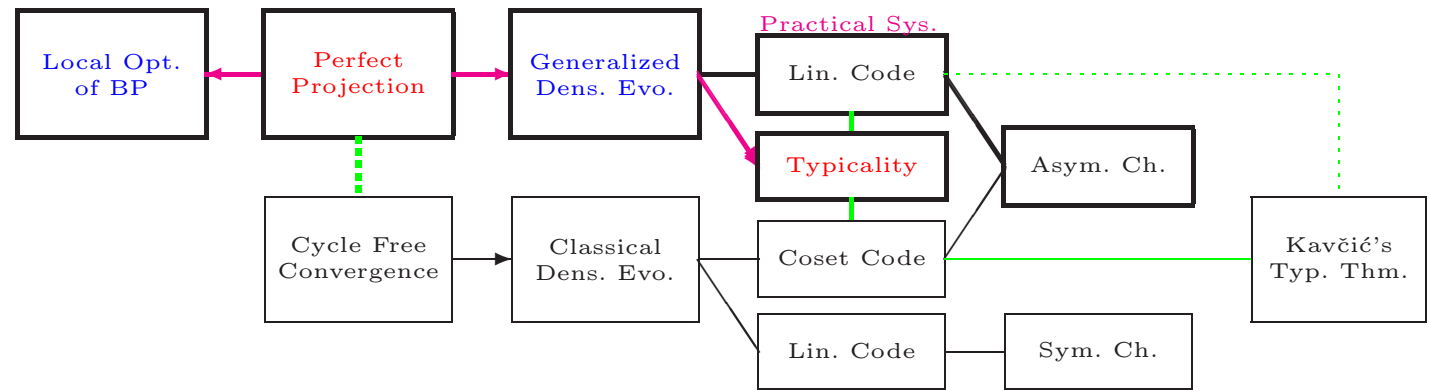 Practical Sys.
Local Opt.
of BP
Perfect
Projection
Generalized
Dens. Evo.
Lin. Code
Typicality
Asym. Ch.
Cycle Free
Convergence
Classical
Dens. Evo.
Coset Code
Kavčić's
Typ. Thm.
Lin. Code
Sym. Ch.